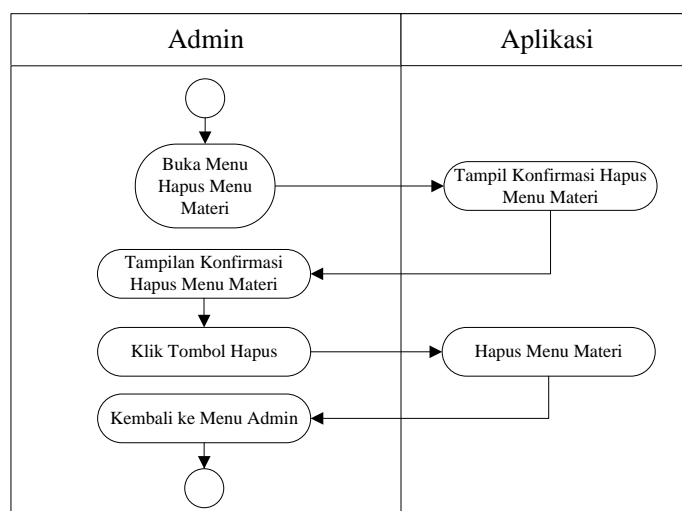 Admin
Aplikasi
Buka Menu
Hapus Menu
Materi
Tampil Konfirmasi Hapus
Menu Materi
Tampilan Konfirmasi
Hapus Menu Materi
Klik Tombol Hapus
Hapus Menu Materi
Kembali ke Menu Admin